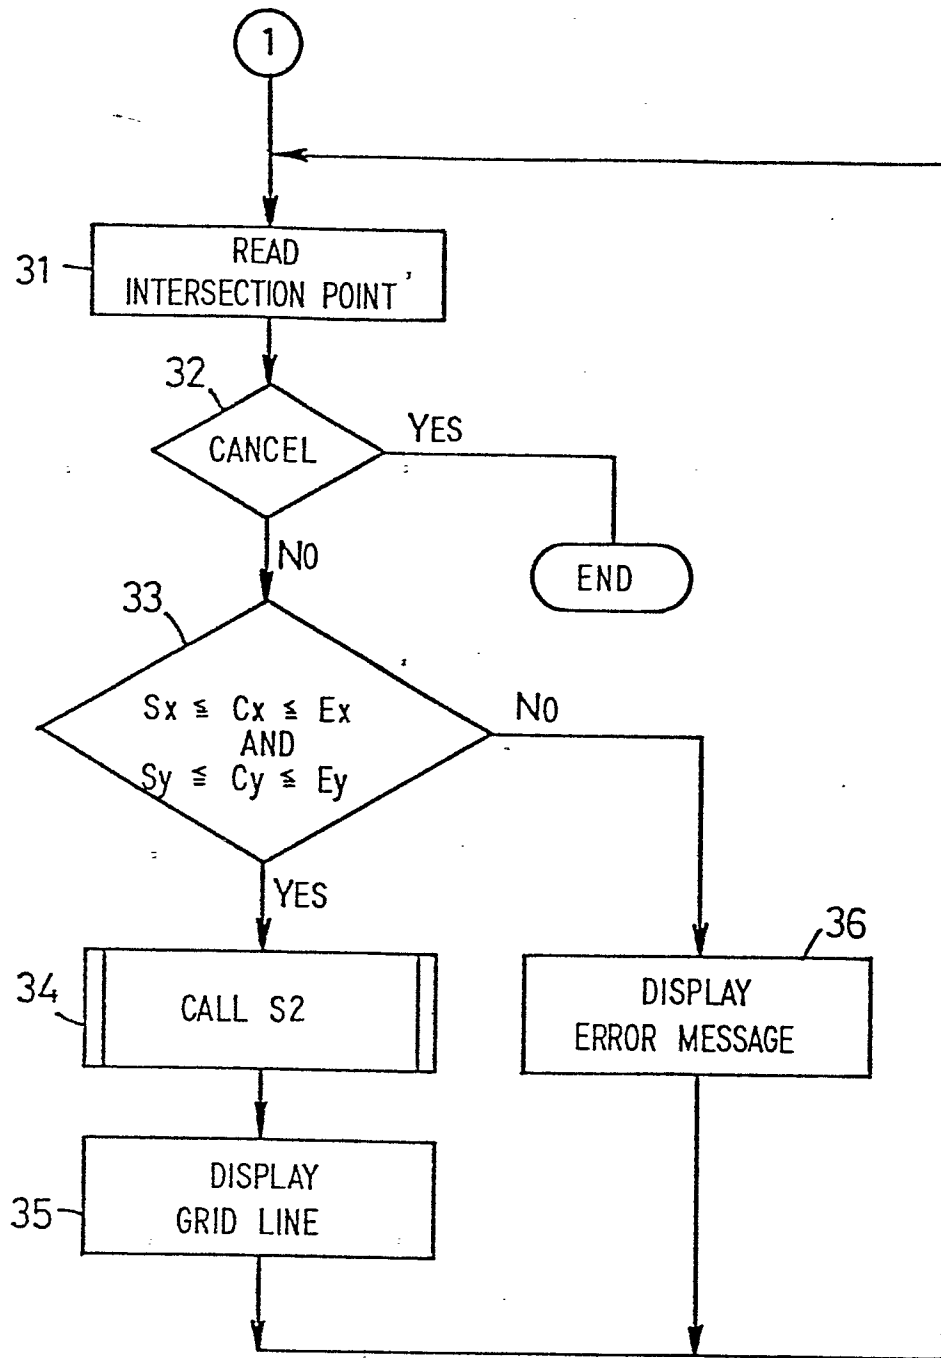 1
31
READ
INTERSECTION POINT
32
CANCEL
YES
NO
END
33
Sx ≦ Cx ≦ Ex
AND
Sy ≦ Cy ≦ Ey
NO
YES
34
CALL S2
36
DISPLAY
ERROR MESSAGE
35
DISPLAY
GRID LINE